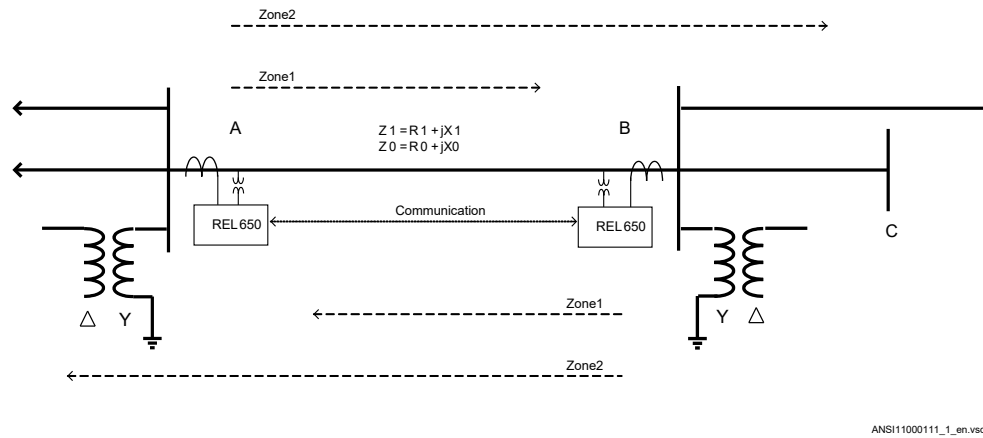 Zone2
Zone1
A
B
Z1=R1+jX1
Z0=R0+jX0
REL650
Communication
REL650
C
Δ Y
Y Δ
Zone1
Zone2
ANSI11000111_1_en.vsd